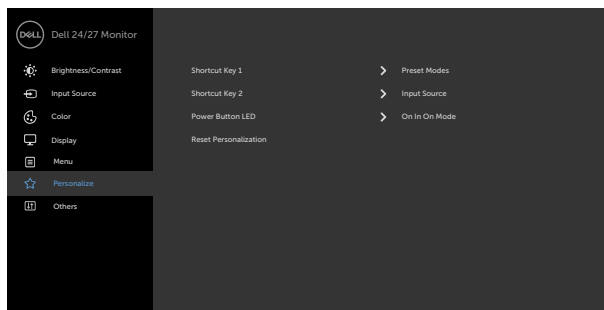 DELL
Dell 24/27 Monitor
Brightness/Contrast
Input Source
Color
Display
Menu
Personalize
Others
Shortcut Key 1 Preset Modes
Shortcut Key 2 Input Source
Power Button LED On In On Mode
Reset Personalization